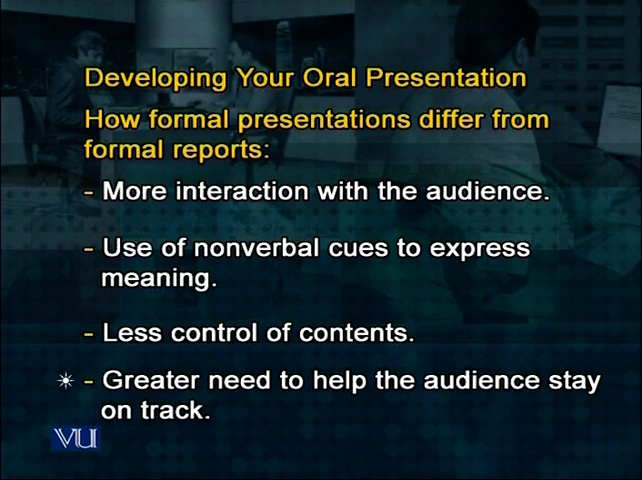 Developing Your Oral Presentation
How formal presentations differ from
formal reports:
- More interaction with the audience.
- Use of nonverbal cues to express
meaning.
- Less control of contents.
- Greater need to help the audience stay
on track.
VU